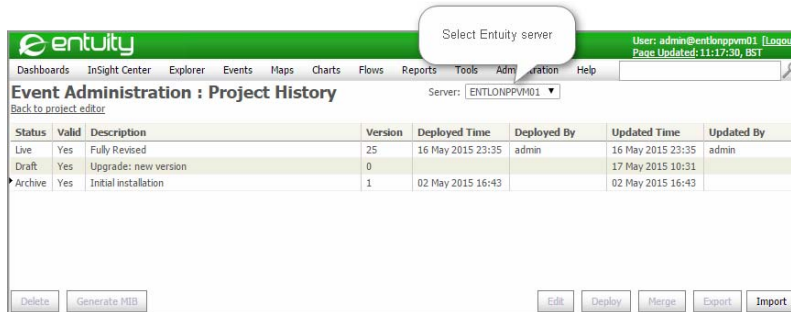 entuity
Select Entuity server
User: admin@entlonppvm01 [Logou
Page Updated: 11:17:30, BST
Dashboards InSight Center Explorer Events Maps Charts Flows Reports Tools Adm tration Help
Event Administration : Project History
Server: ENTLONPPVM01
Back to project editor
Status Valid Description Version Deployed Time Deployed By Updated Time Updated By
Live Yes Fully Revised 25 16 May 2015 23:35 admin 16 May 2015 23:35 admin
Draft Yes Upgrade: new version 0 17 May 2015 10:31
Archive Yes Initial installation 1 02 May 2015 16:43 02 May 2015 16:43
Delete Generate MIB Edit Deploy Merge Export Import